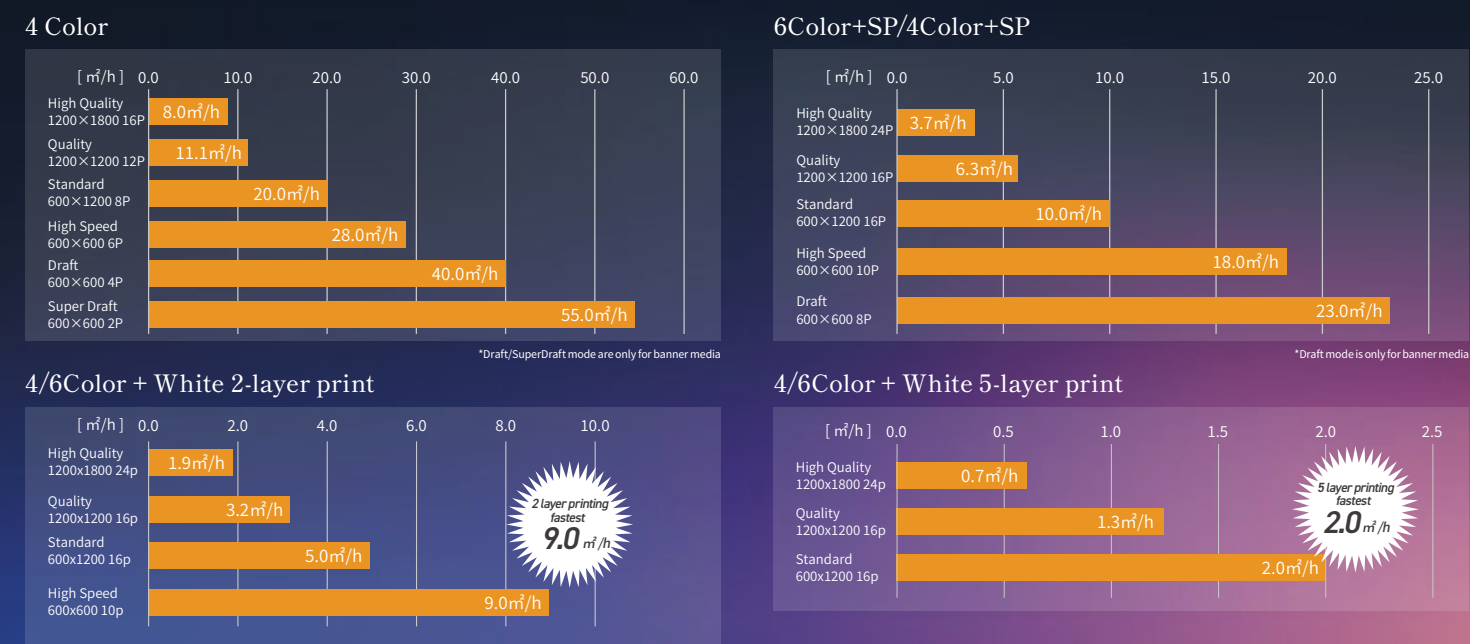 4 Color
[ ㎡/h ] 0.0 10.0 20.0 30.0 40.0 50.0 60.0
High Quality
1200×1800 16P
8.0㎡/h
Quality
1200×1200 12P
11.1㎡/h
Standard
600×1200 8P
20.0㎡/h
High Speed
600×600 6P
28.0㎡/h
Draft
600×600 4P
40.0㎡/h
Super Draft
600×600 2P
55.0㎡/h
*Draft/SuperDraft mode are only for banner media
6Color+SP/4Color+SP
[ ㎡/h ] 0.0 5.0 10.0 15.0 20.0 25.0
High Quality
1200×1800 24P
3.7㎡/h
Quality
1200×1200 16P
6.3㎡/h
Standard
600×1200 16P
10.0㎡/h
High Speed
600×600 10P
18.0㎡/h
Draft
600×600 8P
23.0㎡/h
*Draft mode is only for banner media
4/6Color + White 2-layer print
[ ㎡/h ] 0.0 2.0 4.0 6.0 8.0 10.0
High Quality
1200x1800 24p
1.9㎡/h
Quality
1200x1200 16p
3.2㎡/h
Standard
600x1200 16p
5.0㎡/h
High Speed
600x600 10p
9.0㎡/h
2 layer printing
fastest
9.0 ㎡/h
4/6Color + White 5-layer print
[ ㎡/h ] 0.0 0.5 1.0 1.5 2.0 2.5
High Quality
1200x1800 24p
0.7㎡/h
Quality
1200x1200 16p
1.3㎡/h
Standard
600x1200 16p
2.0㎡/h
5 layer printing
fastest
2.0 ㎡/h